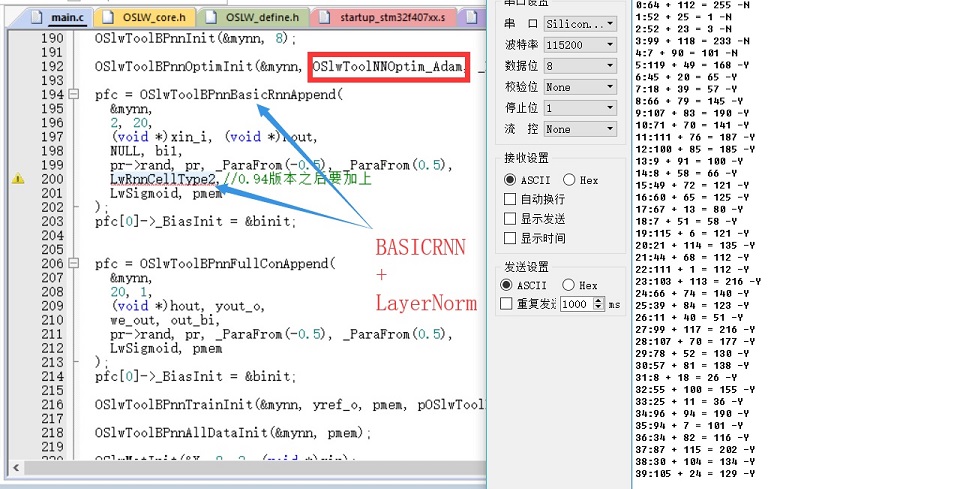 main.c
OSLW_core.h
OSLW_define.h
startup_stm32f407xx.s
190 OSlwToolBPnnInit(&mynn, 8);
191
192 OSlwToolBPnnOptimInit(&mynn, OSlwToolNNOptim_Adam,
193
194 pfc = OSlwToolBPnnBasicRnnAppend(
195 &mynn,
196 2, 20,
197 (void *)xin_i, (void *)hout,
198 NULL, bi1,
199 pr->rand, pr, _ParaFrom(-0.5), _ParaFrom(0.5),
200 LwRnnCellType2,//0.94版本之后要加上
201 LwSigmoid, pmem
202 );
203 pfc[0]->_BiasInit = &binit;
204
205
206 pfc = OSlwToolBPnnFullConAppend(
207 &mynn,
208 20, 1,
209 (void *)hout, yout_o,
210 we_out, out_bi,
211 pr->rand, pr, _ParaFrom(-0.5), _ParaFrom(0.5),
212 LwSigmoid, pmem
213 );
214 pfc[0]->_BiasInit = &binit;
215
216 OSlwToolBPnnTrainInit(&mynn, yref_o, pmem, pOSlwTool
217
218 OSlwToolBPnnAllDataInit(&mynn, pmem);
219
BASICRNN
+
LayerNorm
串口设置
串 口 Silicon...
波特率 115200
数据位 8
校验位 None
停止位 1
流 控 None
接收设置
ASCII Hex
自动换行
显示发送
显示时间
发送设置
ASCII Hex
重复发送 1000 ms
0:64 + 112 = 255 -N
1:52 + 25 = 1 -N
2:52 + 23 = 3 -N
3:99 + 118 = 233 -N
4:7 + 90 = 101 -N
5:119 + 49 = 168 -Y
6:45 + 20 = 65 -Y
7:18 + 39 = 57 -Y
8:66 + 79 = 145 -Y
9:107 + 83 = 190 -Y
10:71 + 70 = 141 -Y
11:111 + 76 = 187 -Y
12:100 + 85 = 185 -Y
13:9 + 91 = 100 -Y
14:8 + 58 = 66 -Y
15:49 + 72 = 121 -Y
16:60 + 65 = 125 -Y
17:67 + 13 = 80 -Y
18:7 + 51 = 58 -Y
19:115 + 6 = 121 -Y
20:21 + 114 = 135 -Y
21:44 + 68 = 112 -Y
22:111 + 1 = 112 -Y
23:103 + 113 = 216 -Y
24:66 + 74 = 140 -Y
25:39 + 84 = 123 -Y
26:11 + 40 = 51 -Y
27:99 + 117 = 216 -Y
28:107 + 70 = 177 -Y
29:78 + 52 = 130 -Y
30:57 + 81 = 138 -Y
31:8 + 18 = 26 -Y
32:55 + 100 = 155 -Y
33:25 + 11 = 36 -Y
34:96 + 94 = 190 -Y
35:94 + 7 = 101 -Y
36:34 + 82 = 116 -Y
37:87 + 115 = 202 -Y
38:30 + 104 = 134 -Y
39:105 + 24 = 129 -Y